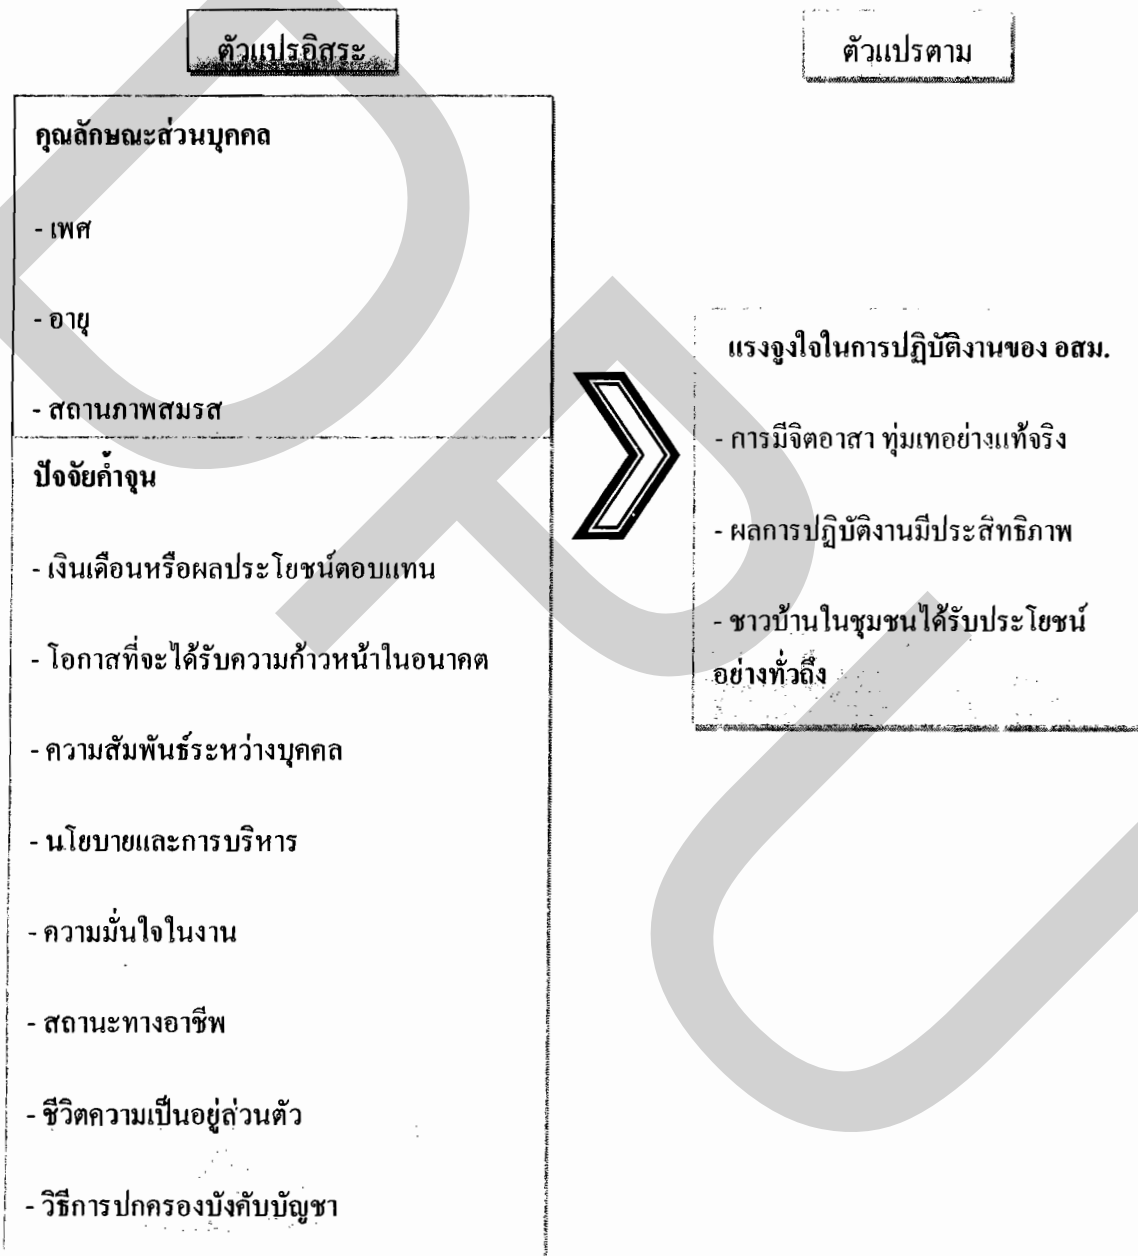 ตัวแปรอิสระ
ตัวแปรตาม
คุณลักษณะส่วนบุคคล
- เพศ
- อายุ
- สถานภาพสมรส
ปัจจัยค้ำจุน
- เงินเดือนหรือผลประโยชน์ตอบแทน
- โอกาสที่จะได้รับความก้าวหน้าในอนาคต
- ความสัมพันธ์ระหว่างบุคคล
- นโยบายและการบริหาร
- ความมั่นใจในงาน
- สถานะทางอาชีพ
- ชีวิตความเป็นอยู่ส่วนตัว
- วิธีการปกครองบังคับบัญชา
แรงจูงใจในการปฏิบัติงานของ อสม.
- การมีจิตอาสา ทุ่มเทอย่างแท้จริง
- ผลการปฏิบัติงานมีประสิทธิภาพ
- ชาวบ้านในชุมชนได้รับประโยชน์
อย่างทั่วถึง
DPU